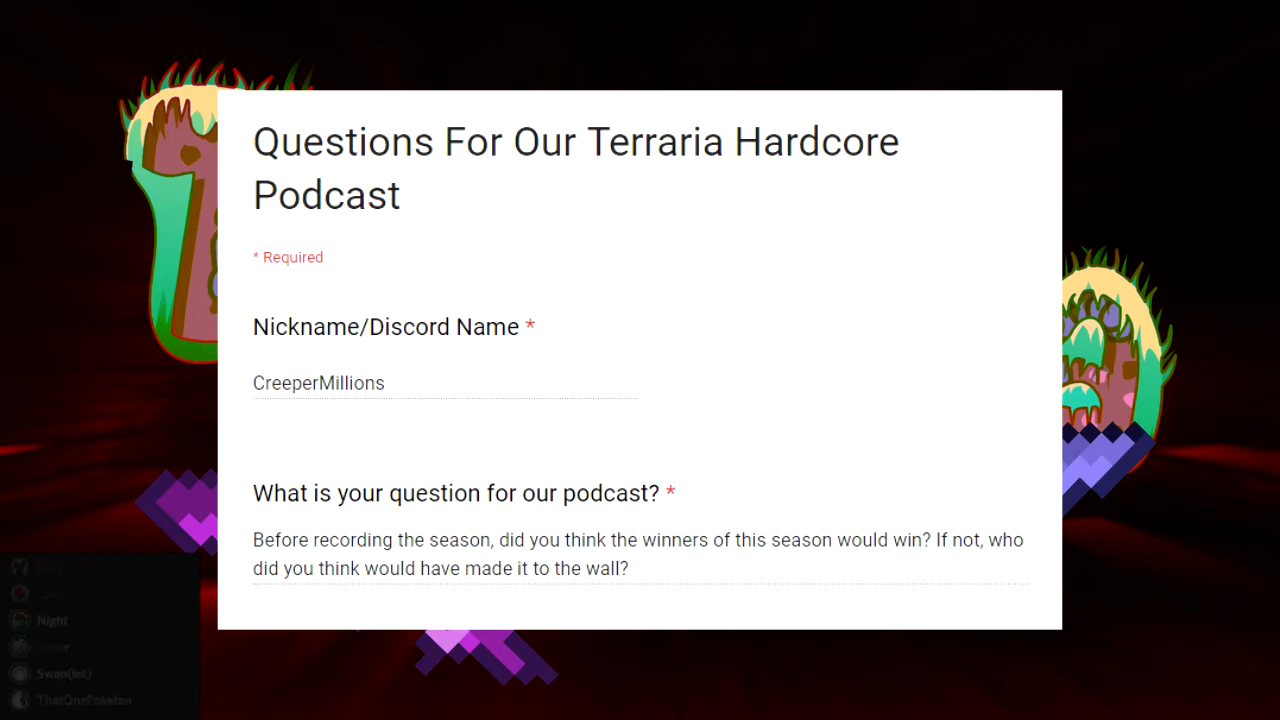 Questions For Our Terraria Hardcore
Podcast
* Required
Nickname/Discord Name *
CreeperMillions
What is your question for our podcast? *
Before recording the season, did you think the winners of this season would win? If not, who
did you think would have made it to the wall?
Night
Swan(let)
ThatOnePokefan